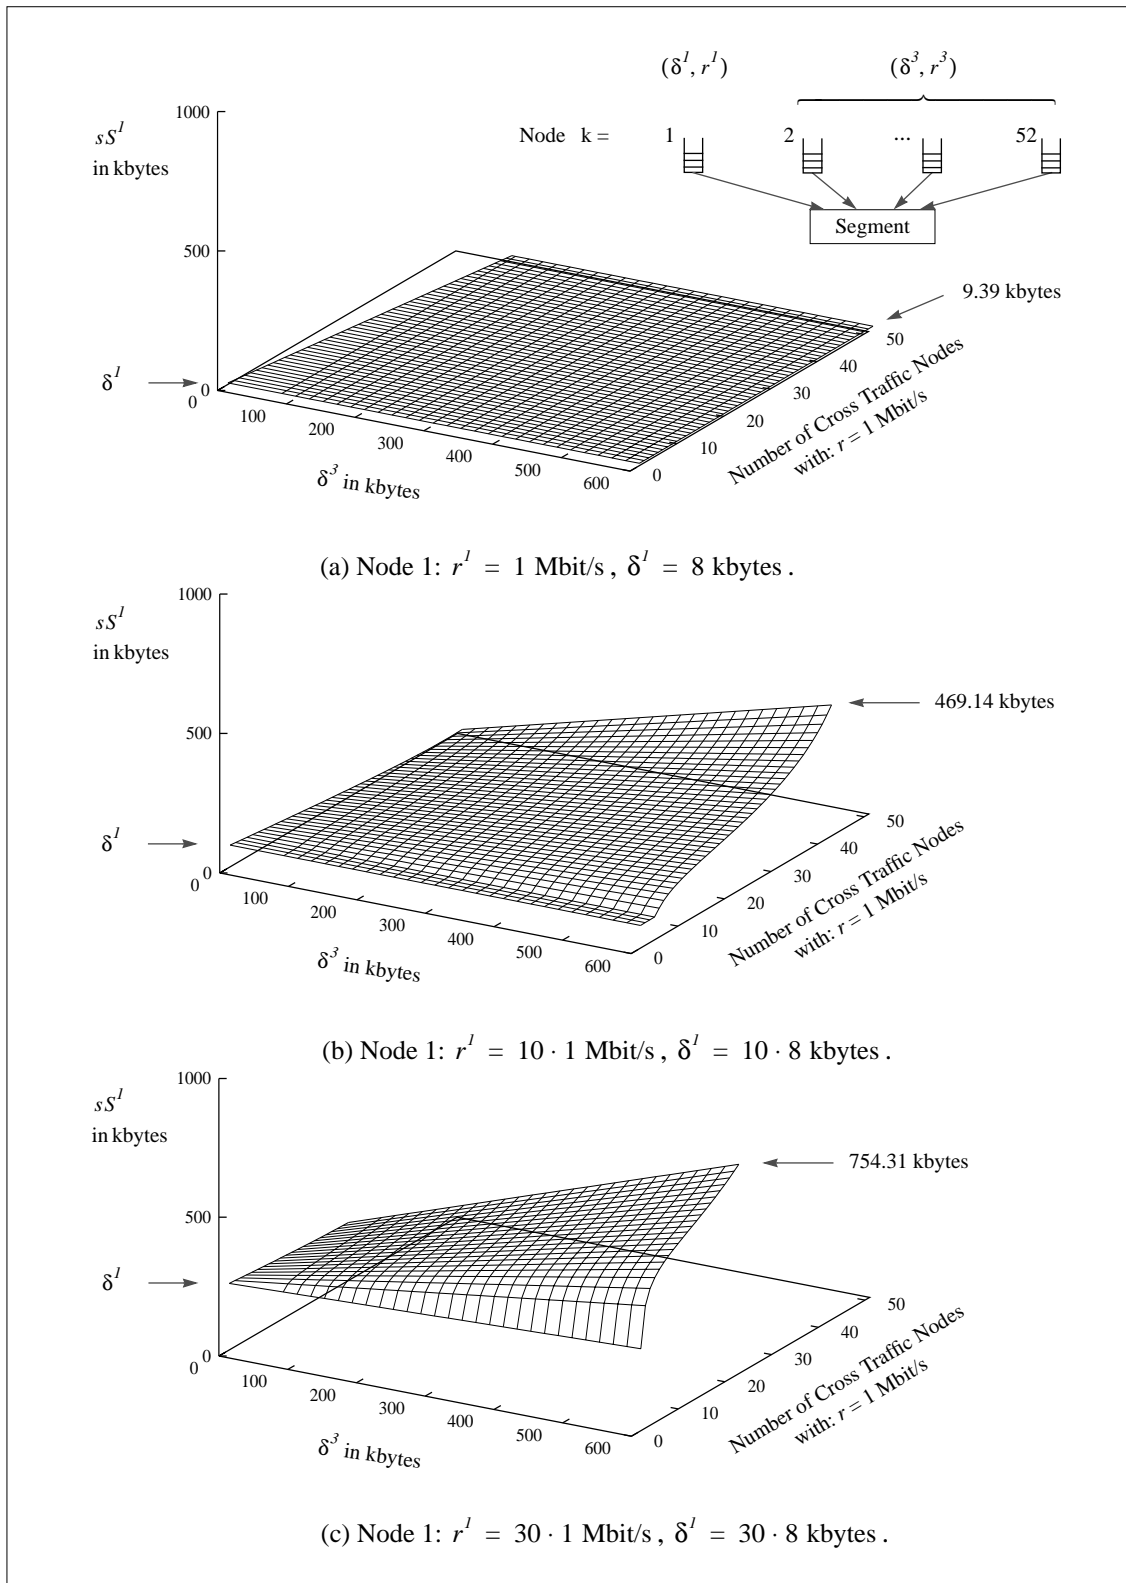 (δ¹, r¹) (δ³, r³)
1000
sS¹
in kbytes
Node k = 1 2 ... 52
Segment
500
9.39 kbytes
δ¹
0
0 100 200 300 400 500 600
δ³ in kbytes
0 10 20 30 40 50
Number of Cross Traffic Nodes
with: r = 1 Mbit/s
(a) Node 1: r¹ = 1 Mbit/s , δ¹ = 8 kbytes .
1000
sS¹
in kbytes
500
469.14 kbytes
δ¹
0
0 100 200 300 400 500 600
δ³ in kbytes
0 10 20 30 40 50
Number of Cross Traffic Nodes
with: r = 1 Mbit/s
(b) Node 1: r¹ = 10 · 1 Mbit/s , δ¹ = 10 · 8 kbytes .
1000
sS¹
in kbytes
500
754.31 kbytes
δ¹
0
0 100 200 300 400 500 600
δ³ in kbytes
0 10 20 30 40 50
Number of Cross Traffic Nodes
with: r = 1 Mbit/s
(c) Node 1: r¹ = 30 · 1 Mbit/s , δ¹ = 30 · 8 kbytes .